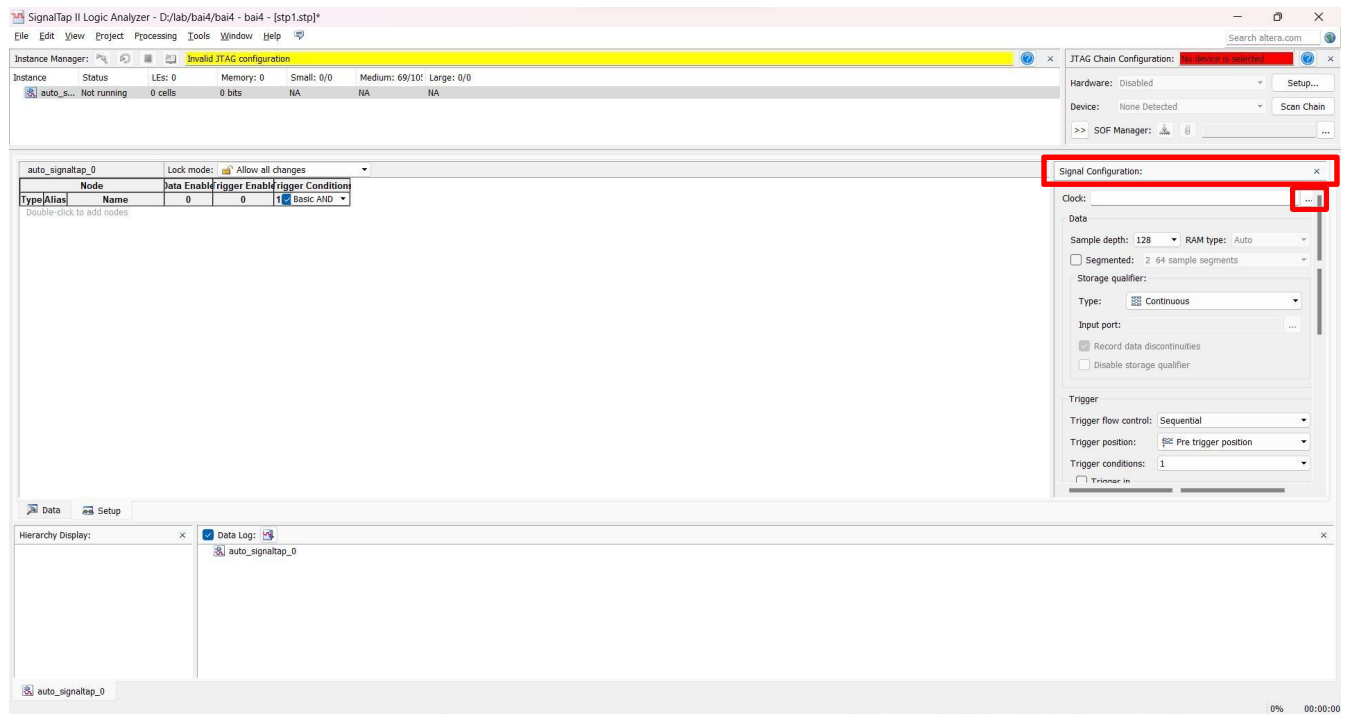 SignalTap II Logic Analyzer - D:/lab/bai4/bai4 - bai4 - [stp1.stp]*
File Edit View Project Processing Tools Window Help
Search altera.com
Instance Manager: Invalid JTAG configuration
JTAG Chain Configuration: No device is selected
Instance Status LEs: 0 Memory: 0 Small: 0/0 Medium: 69/10! Large: 0/0
auto_s... Not running 0 cells 0 bits NA NA NA
Hardware: Disabled Setup...
Device: None Detected Scan Chain
>> SOF Manager: ...
auto_signaltap_0 Lock mode: Allow all changes
Node Data Enable Trigger Enable Trigger Conditions
Type Alias Name 0 0 1 Basic AND
Double-click to add nodes
Signal Configuration:
Clock: ...
Data
Sample depth: 128 RAM type: Auto
Segmented: 2 64 sample segments
Storage qualifier:
Type: Continuous
Input port: ...
Record data discontinuities
Disable storage qualifier
Trigger
Trigger flow control: Sequential
Trigger position: Pre trigger position
Trigger conditions: 1
Trigger in
Data Setup
Hierarchy Display:
Data Log:
auto_signaltap_0
auto_signaltap_0
0% 00:00:00